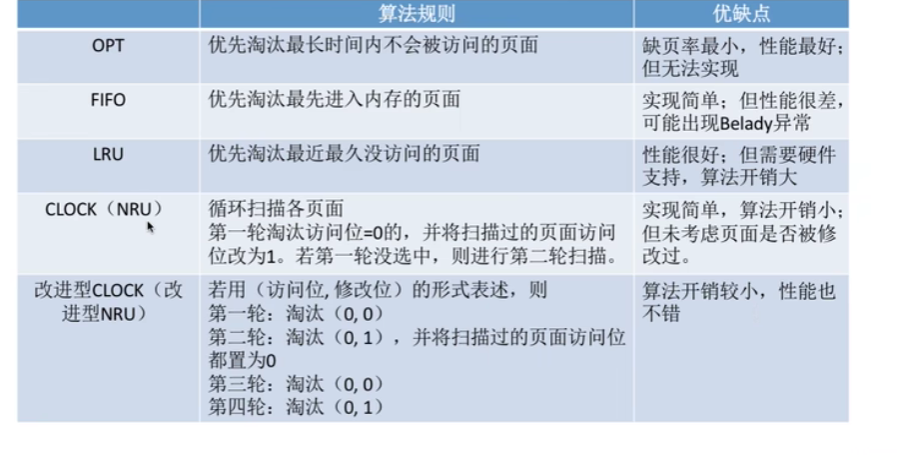 算法规则 优缺点
OPT 优先淘汰最长时间内不会被访问的页面 缺页率最小，性能最好；
但无法实现
FIFO 优先淘汰最先进入内存的页面 实现简单；但性能很差，
可能出现Belady异常
LRU 优先淘汰最近最久没访问的页面 性能很好；但需要硬件
支持，算法开销大
CLOCK（NRU） 循环扫描各页面 实现简单，算法开销小；
第一轮淘汰访问位=0的，并将扫描过的页面访问 但未考虑页面是否被修
位改为1。若第一轮没选中，则进行第二轮扫描。 改过。
改进型CLOCK（改 若用（访问位, 修改位）的形式表述，则 算法开销较小，性能也
进型NRU） 第一轮：淘汰（0, 0） 不错
第二轮：淘汰（0, 1），并将扫描过的页面访问位
都置为0
第三轮：淘汰（0, 0）
第四轮：淘汰（0, 1）